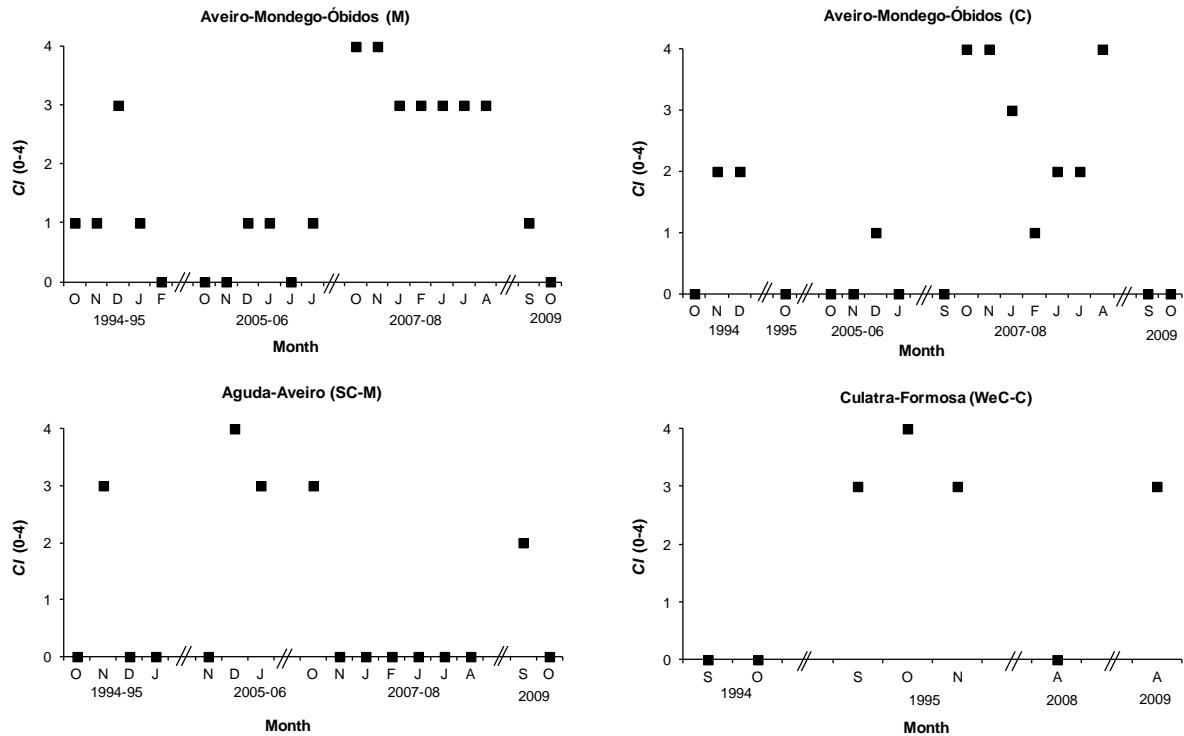 Aveiro-Mondego-Óbidos (M)
4
3
2
1
0
CI (0-4)
O N D J F // O N D J J J // O N J F J J A // S O
1994-95 2005-06 2007-08 2009
Month
Aveiro-Mondego-Óbidos (C)
4
3
2
1
0
CI (0-4)
O N D // O // O N D J // S O N J F J J A // S O
1994 1995 2005-06 2007-08 2009
Month
Aguda-Aveiro (SC-M)
4
3
2
1
0
CI (0-4)
O N D J // N D J // O N J F J J A // S O
1994-95 2005-06 2007-08 2009
Month
Culatra-Formosa (WeC-C)
4
3
2
1
0
CI (0-4)
S O // S O N // A // A
1994 1995 2008 2009
Month